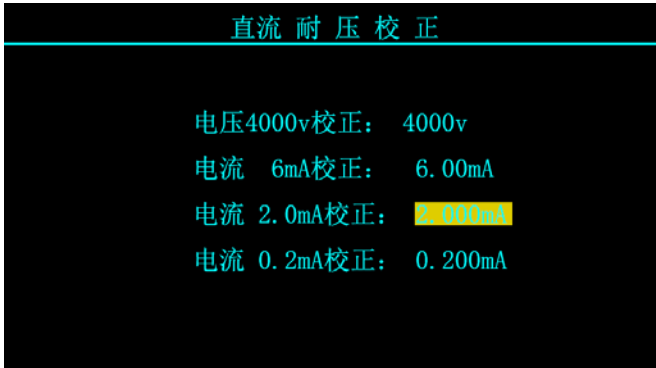 直流 耐 压 校 正
电压4000v校正： 4000v
电流 6mA校正： 6.00mA
电流 2.0mA校正： 2.000mA
电流 0.2mA校正： 0.200mA